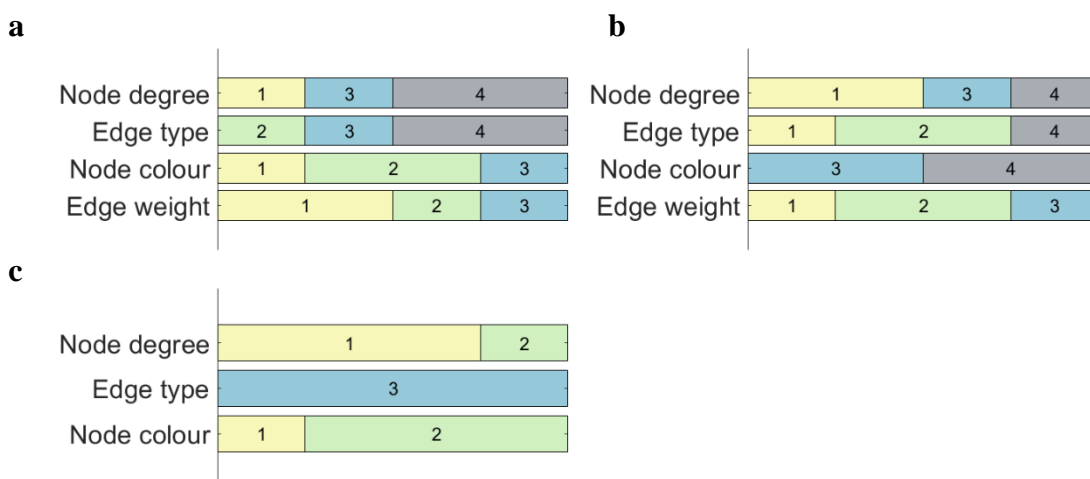 a
Node degree 1 3 4
Edge type 2 3 4
Node colour 1 2 3
Edge weight 1 2 3
b
Node degree 1 3 4
Edge type 1 2 4
Node colour 3 4
Edge weight 1 2 3
c
Node degree 1 2
Edge type 3
Node colour 1 2